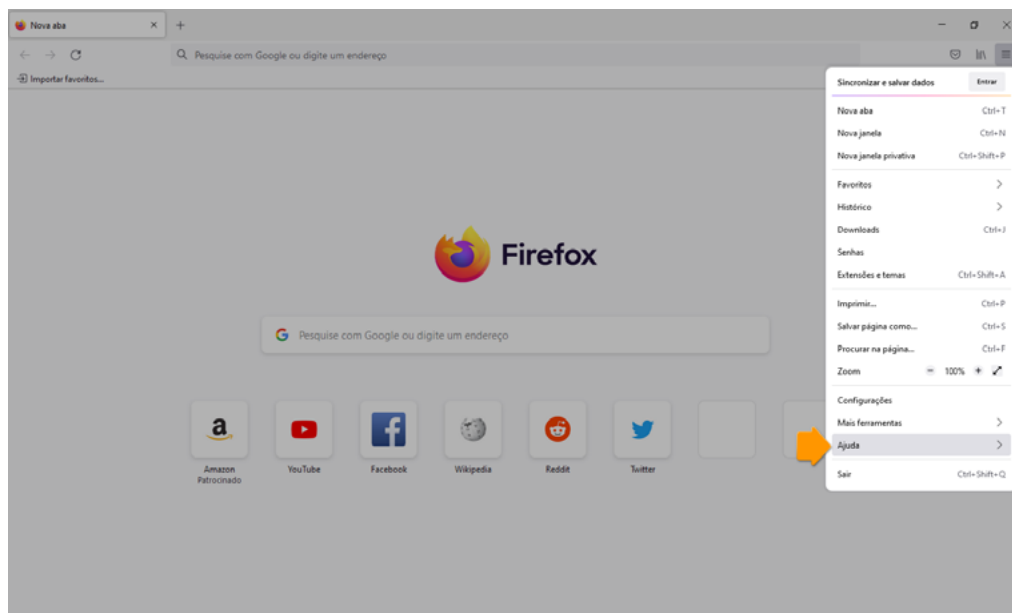 Nova aba
Pesquise com Google ou digite um endereço
Importar favoritos...
Sincronizar e salvar dados Entrar
Nova aba Ctrl+T
Nova janela Ctrl+N
Nova janela privativa Ctrl+Shift+P
Favoritos
Histórico
Downloads Ctrl+J
Senhas
Extensões e temas Ctrl+Shift+A
Imprimir... Ctrl+P
Salvar página como... Ctrl+S
Procurar na página... Ctrl+F
Zoom − 100% +
Configurações
Mais ferramentas
Ajuda
Sair Ctrl+Shift+Q
Firefox
Pesquise com Google ou digite um endereço
Amazon
Patrocinado
YouTube
Facebook
Wikipedia
Reddit
Twitter